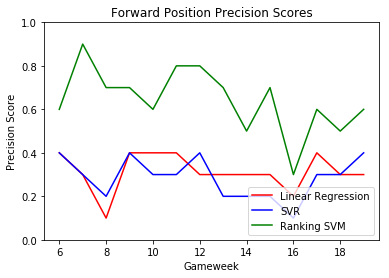 Forward Position Precision Scores
Precision Score
1.0
0.8
0.6
0.4
0.2
0.0
Linear Regression
SVR
Ranking SVM
6 8 10 12 14 16 18
Gameweek